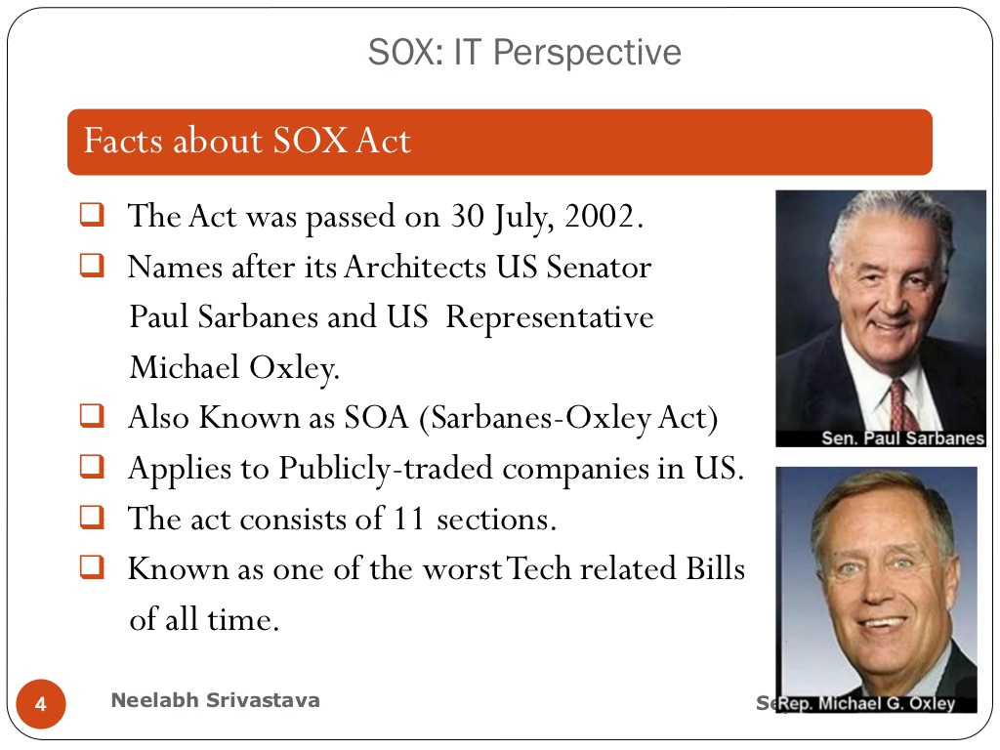 SOX: IT Perspective
Facts about SOX Act
The Act was passed on 30 July, 2002.
Names after its Architects US Senator
Paul Sarbanes and US Representative
Michael Oxley.
Also Known as SOA (Sarbanes-Oxley Act)
Applies to Publicly-traded companies in US.
The act consists of 11 sections.
Known as one of the worst Tech related Bills
of all time.
Sen. Paul Sarbanes
Rep. Michael G. Oxley
4
Neelabh Srivastava